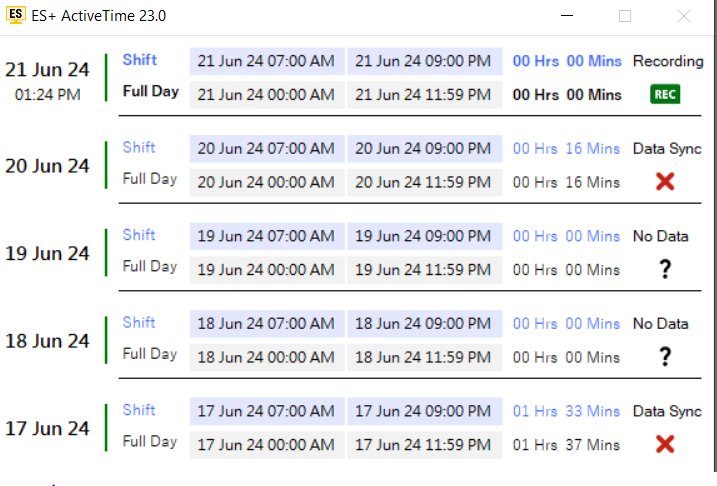 ES ES+ ActiveTime 23.0
Shift 21 Jun 24 07:00 AM 21 Jun 24 09:00 PM 00 Hrs 00 Mins Recording
21 Jun 24
01:24 PM
Full Day 21 Jun 24 00:00 AM 21 Jun 24 11:59 PM 00 Hrs 00 Mins REC
Shift 20 Jun 24 07:00 AM 20 Jun 24 09:00 PM 00 Hrs 16 Mins Data Sync
20 Jun 24
Full Day 20 Jun 24 00:00 AM 20 Jun 24 11:59 PM 00 Hrs 16 Mins
Shift 19 Jun 24 07:00 AM 19 Jun 24 09:00 PM 00 Hrs 00 Mins No Data
19 Jun 24
Full Day 19 Jun 24 00:00 AM 19 Jun 24 11:59 PM 00 Hrs 00 Mins ?
Shift 18 Jun 24 07:00 AM 18 Jun 24 09:00 PM 00 Hrs 00 Mins No Data
18 Jun 24
Full Day 18 Jun 24 00:00 AM 18 Jun 24 11:59 PM 00 Hrs 00 Mins ?
Shift 17 Jun 24 07:00 AM 17 Jun 24 09:00 PM 01 Hrs 33 Mins Data Sync
17 Jun 24
Full Day 17 Jun 24 00:00 AM 17 Jun 24 11:59 PM 01 Hrs 37 Mins